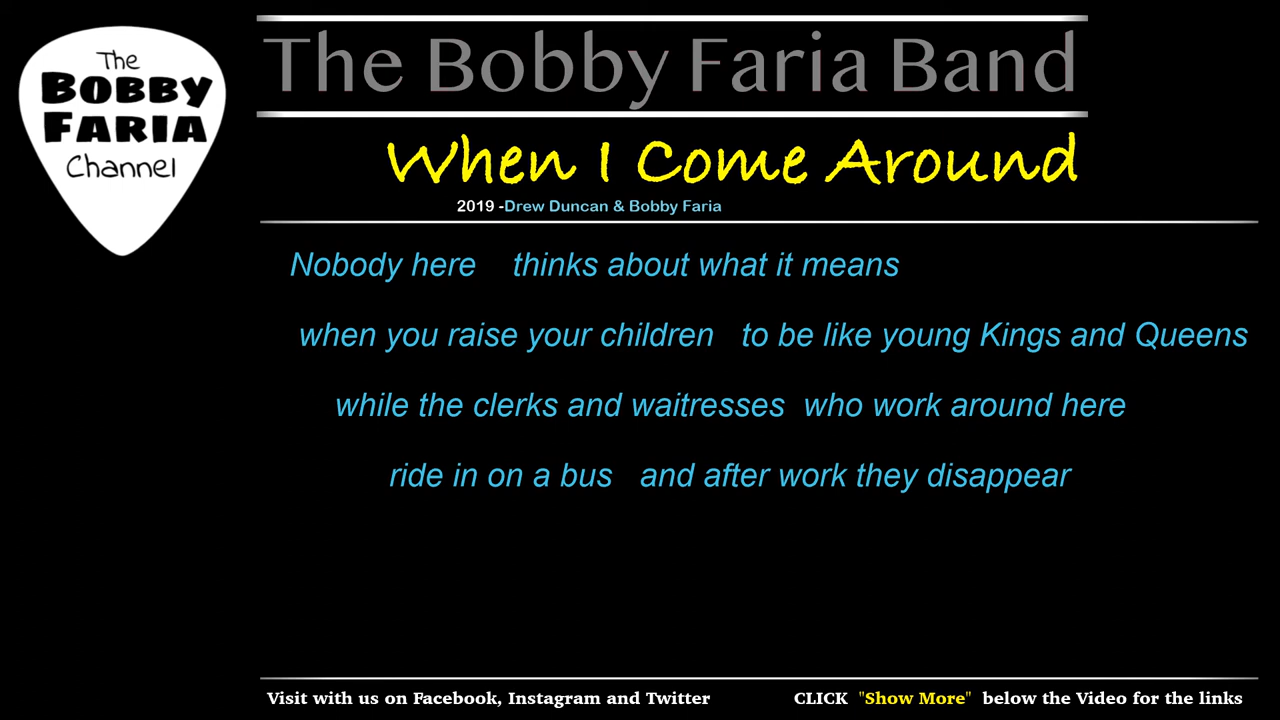 The
BOBBY
FARIA
Channel
The Bobby Faria Band
When I Come Around
2019 -Drew Duncan & Bobby Faria
Nobody here thinks about what it means
when you raise your children to be like young Kings and Queens
while the clerks and waitresses who work around here
ride in on a bus and after work they disappear
Visit with us on Facebook, Instagram and Twitter CLICK "Show More" below the Video for the links